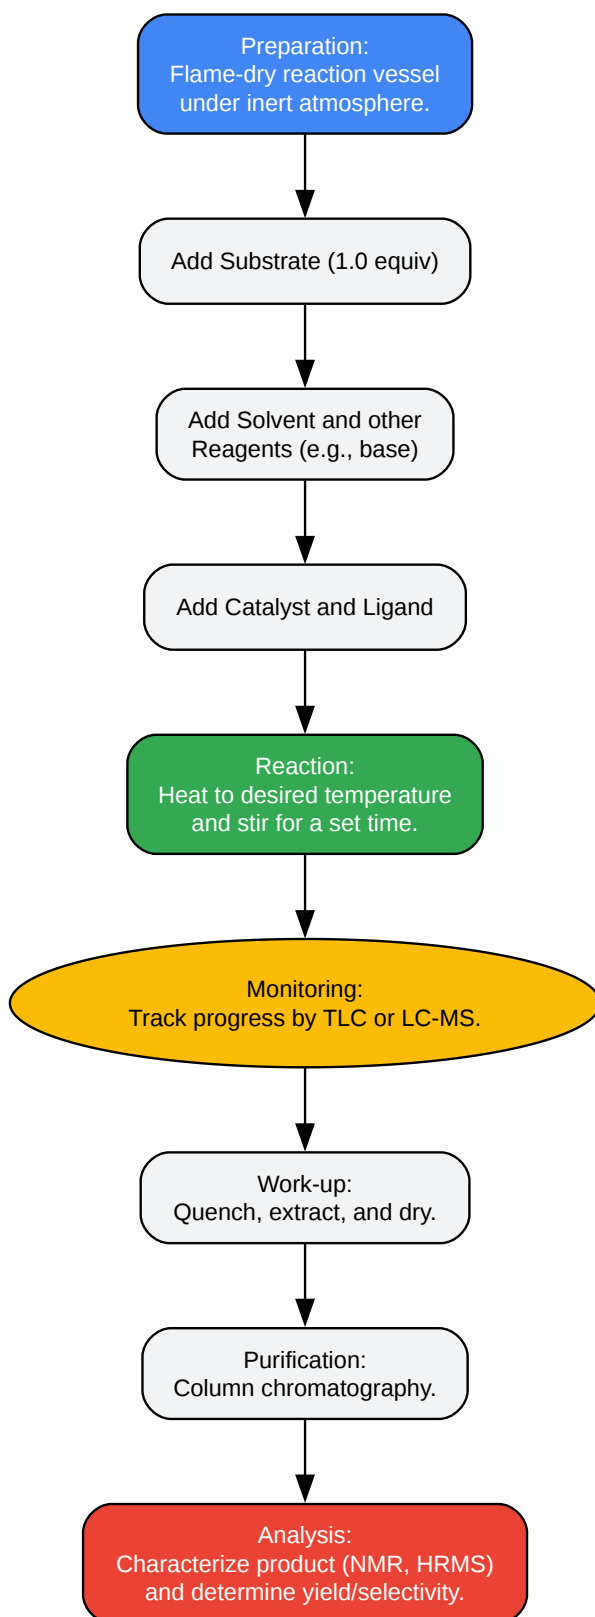 Preparation:
Flame-dry reaction vessel
under inert atmosphere.
Add Substrate (1.0 equiv)
Add Solvent and other
Reagents (e.g., base)
Add Catalyst and Ligand
Reaction:
Heat to desired temperature
and stir for a set time.
Monitoring:
Track progress by TLC or LC-MS.
Work-up:
Quench, extract, and dry.
Purification:
Column chromatography.
Analysis:
Characterize product (NMR, HRMS)
and determine yield/selectivity.